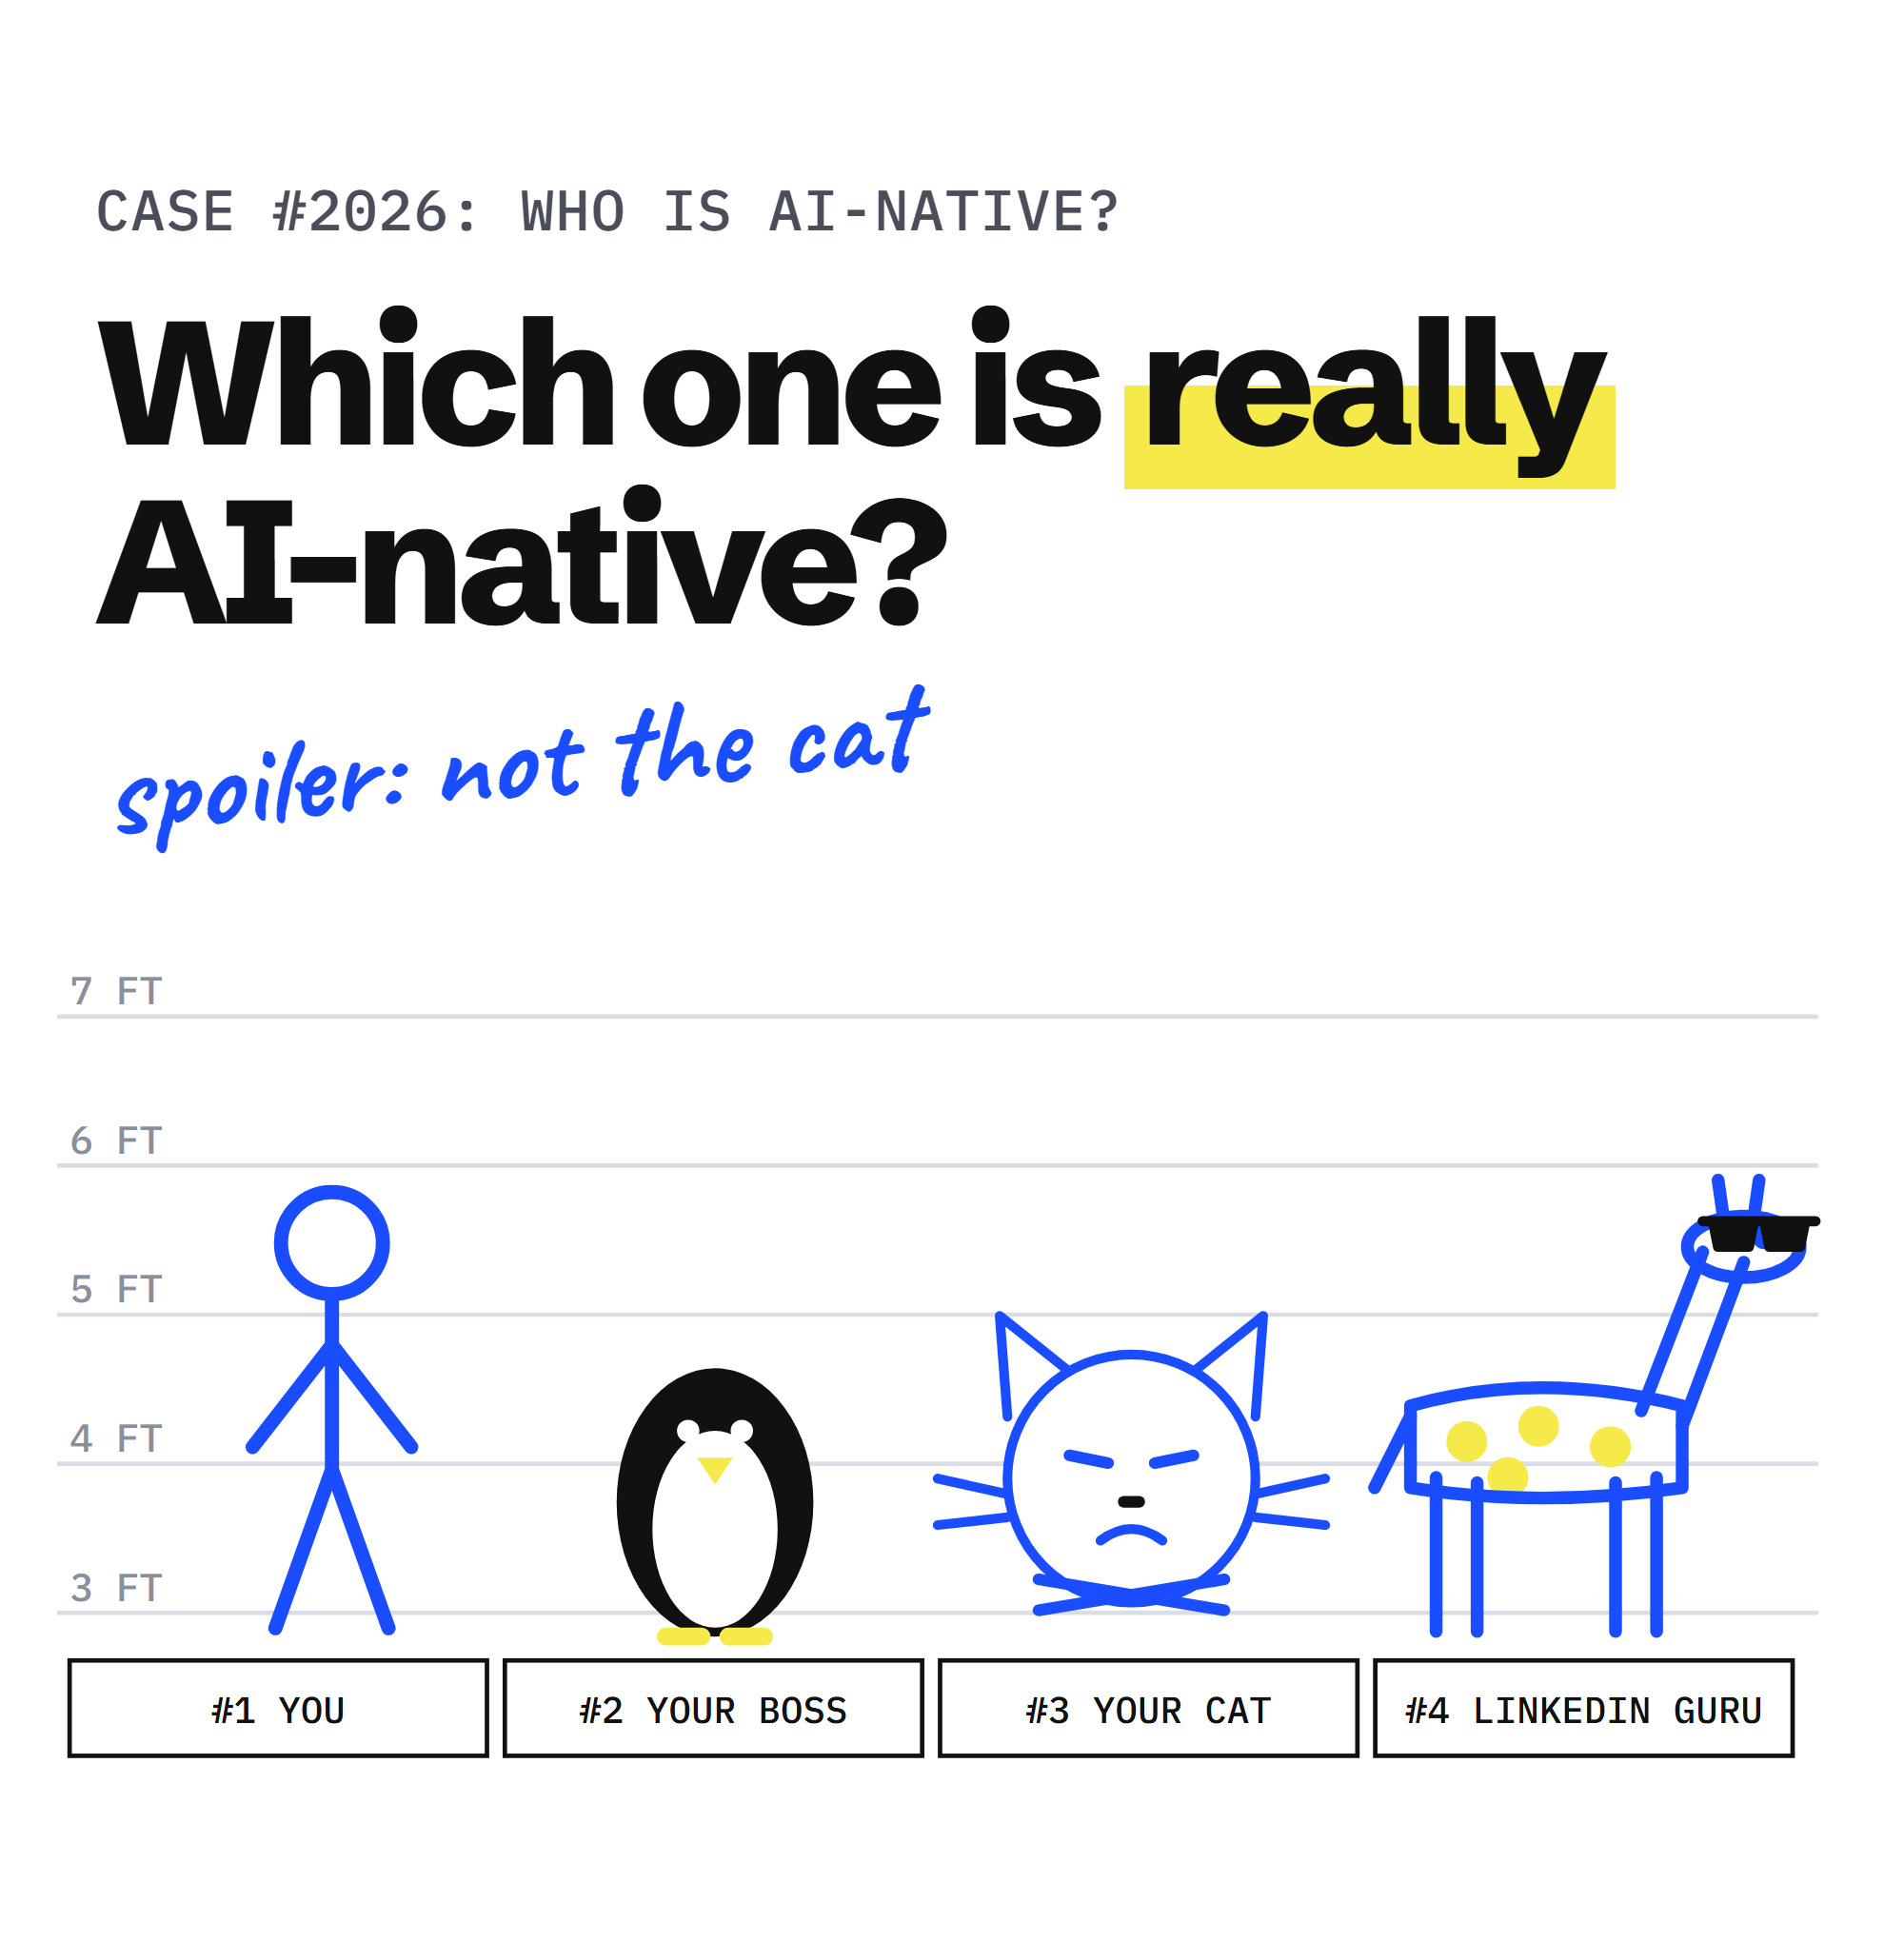 CASE #2026: WHO IS AI-NATIVE?
Which one is really
AI-native?
spoiler: not the cat
7 FT
6 FT
5 FT
4 FT
3 FT
#1 YOU
#2 YOUR BOSS
#3 YOUR CAT
#4 LINKEDIN GURU